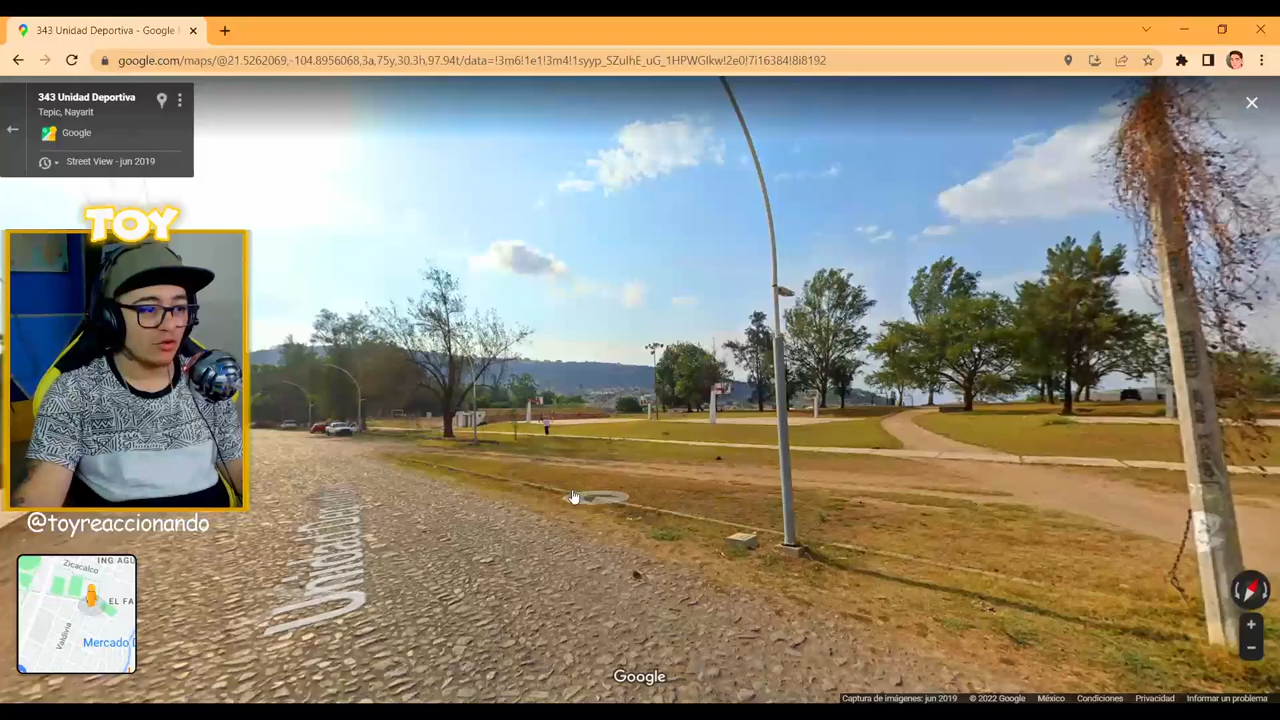 343 Unidad Deportiva - Google
google.com/maps/@21.5262069,-104.8956068,3a,75y,30.3h,97.94t/data=!3m6!1e1!3m4!1syyp_SZuIhE_uG_1HPWGIkw!2e0!7i16384!8i8192
343 Unidad Deportiva
Tepic, Nayarit
Google
Street View - jun 2019
TOY
@toyreaccionando
Unidad Deportiva
ING AGU
Zicacalco
EL FA
Valdivia
Mercado D
Google
Captura de imágenes: jun 2019 © 2022 Google México Condiciones Privacidad Informar un problema